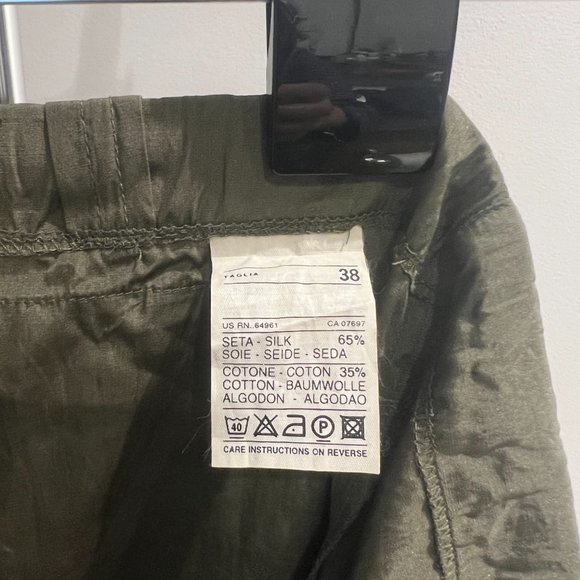 TAGLIA 38
US RN..64961 CA 07697
SETA - SILK 65%
SOIE - SEIDE - SEDA
COTONE - COTON 35%
COTTON - BAUMWOLLE
ALGODON - ALGODAO
40 P
CARE INSTRUCTIONS ON REVERSE